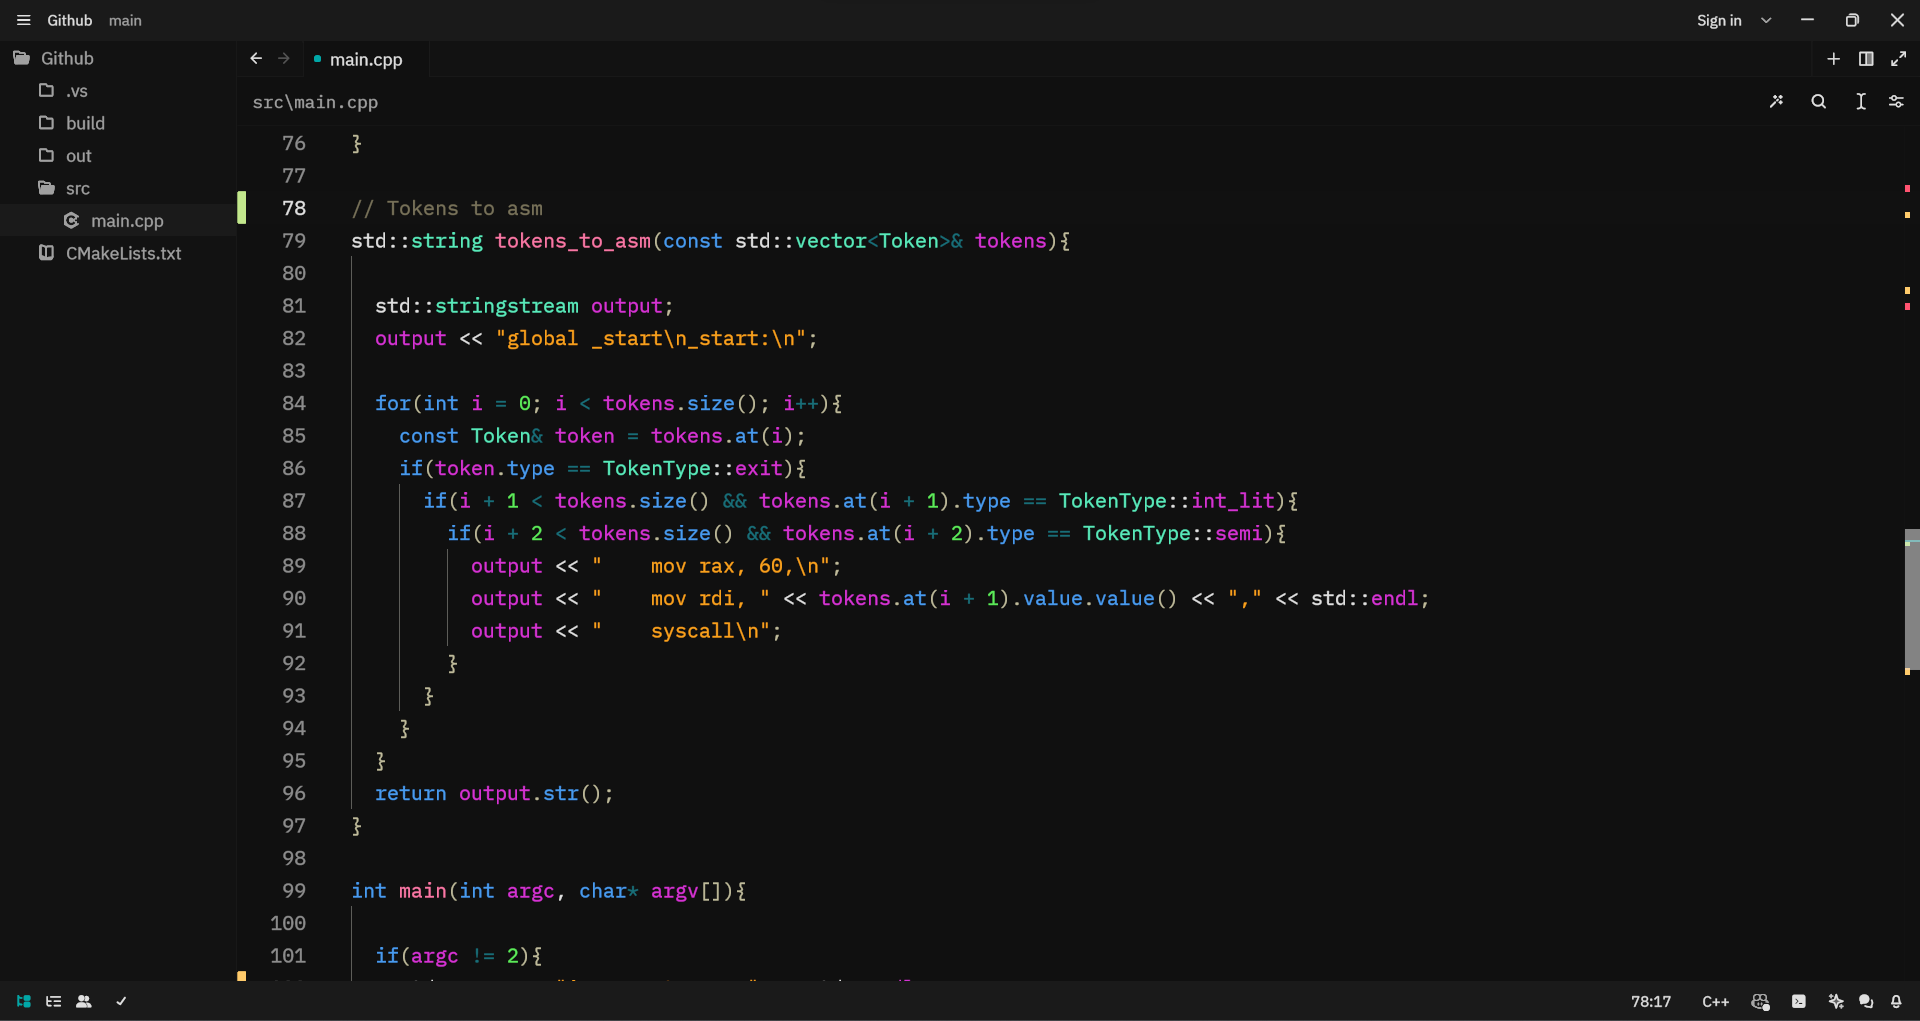 Github main Sign in
Github
.vs
build
out
src
main.cpp
CMakeLists.txt
main.cpp
src\main.cpp
76 }
77
78 // Tokens to asm
79 std::string tokens_to_asm(const std::vector<Token>& tokens){
80
81 std::stringstream output;
82 output << "global _start\n_start:\n";
83
84 for(int i = 0; i < tokens.size(); i++){
85 const Token& token = tokens.at(i);
86 if(token.type == TokenType::exit){
87 if(i + 1 < tokens.size() && tokens.at(i + 1).type == TokenType::int_lit){
88 if(i + 2 < tokens.size() && tokens.at(i + 2).type == TokenType::semi){
89 output << "    mov rax, 60,\n";
90 output << "    mov rdi, " << tokens.at(i + 1).value.value() << "," << std::endl;
91 output << "    syscall\n";
92 }
93 }
94 }
95 }
96 return output.str();
97 }
98
99 int main(int argc, char* argv[]){
100
101 if(argc != 2){
78:17 C++